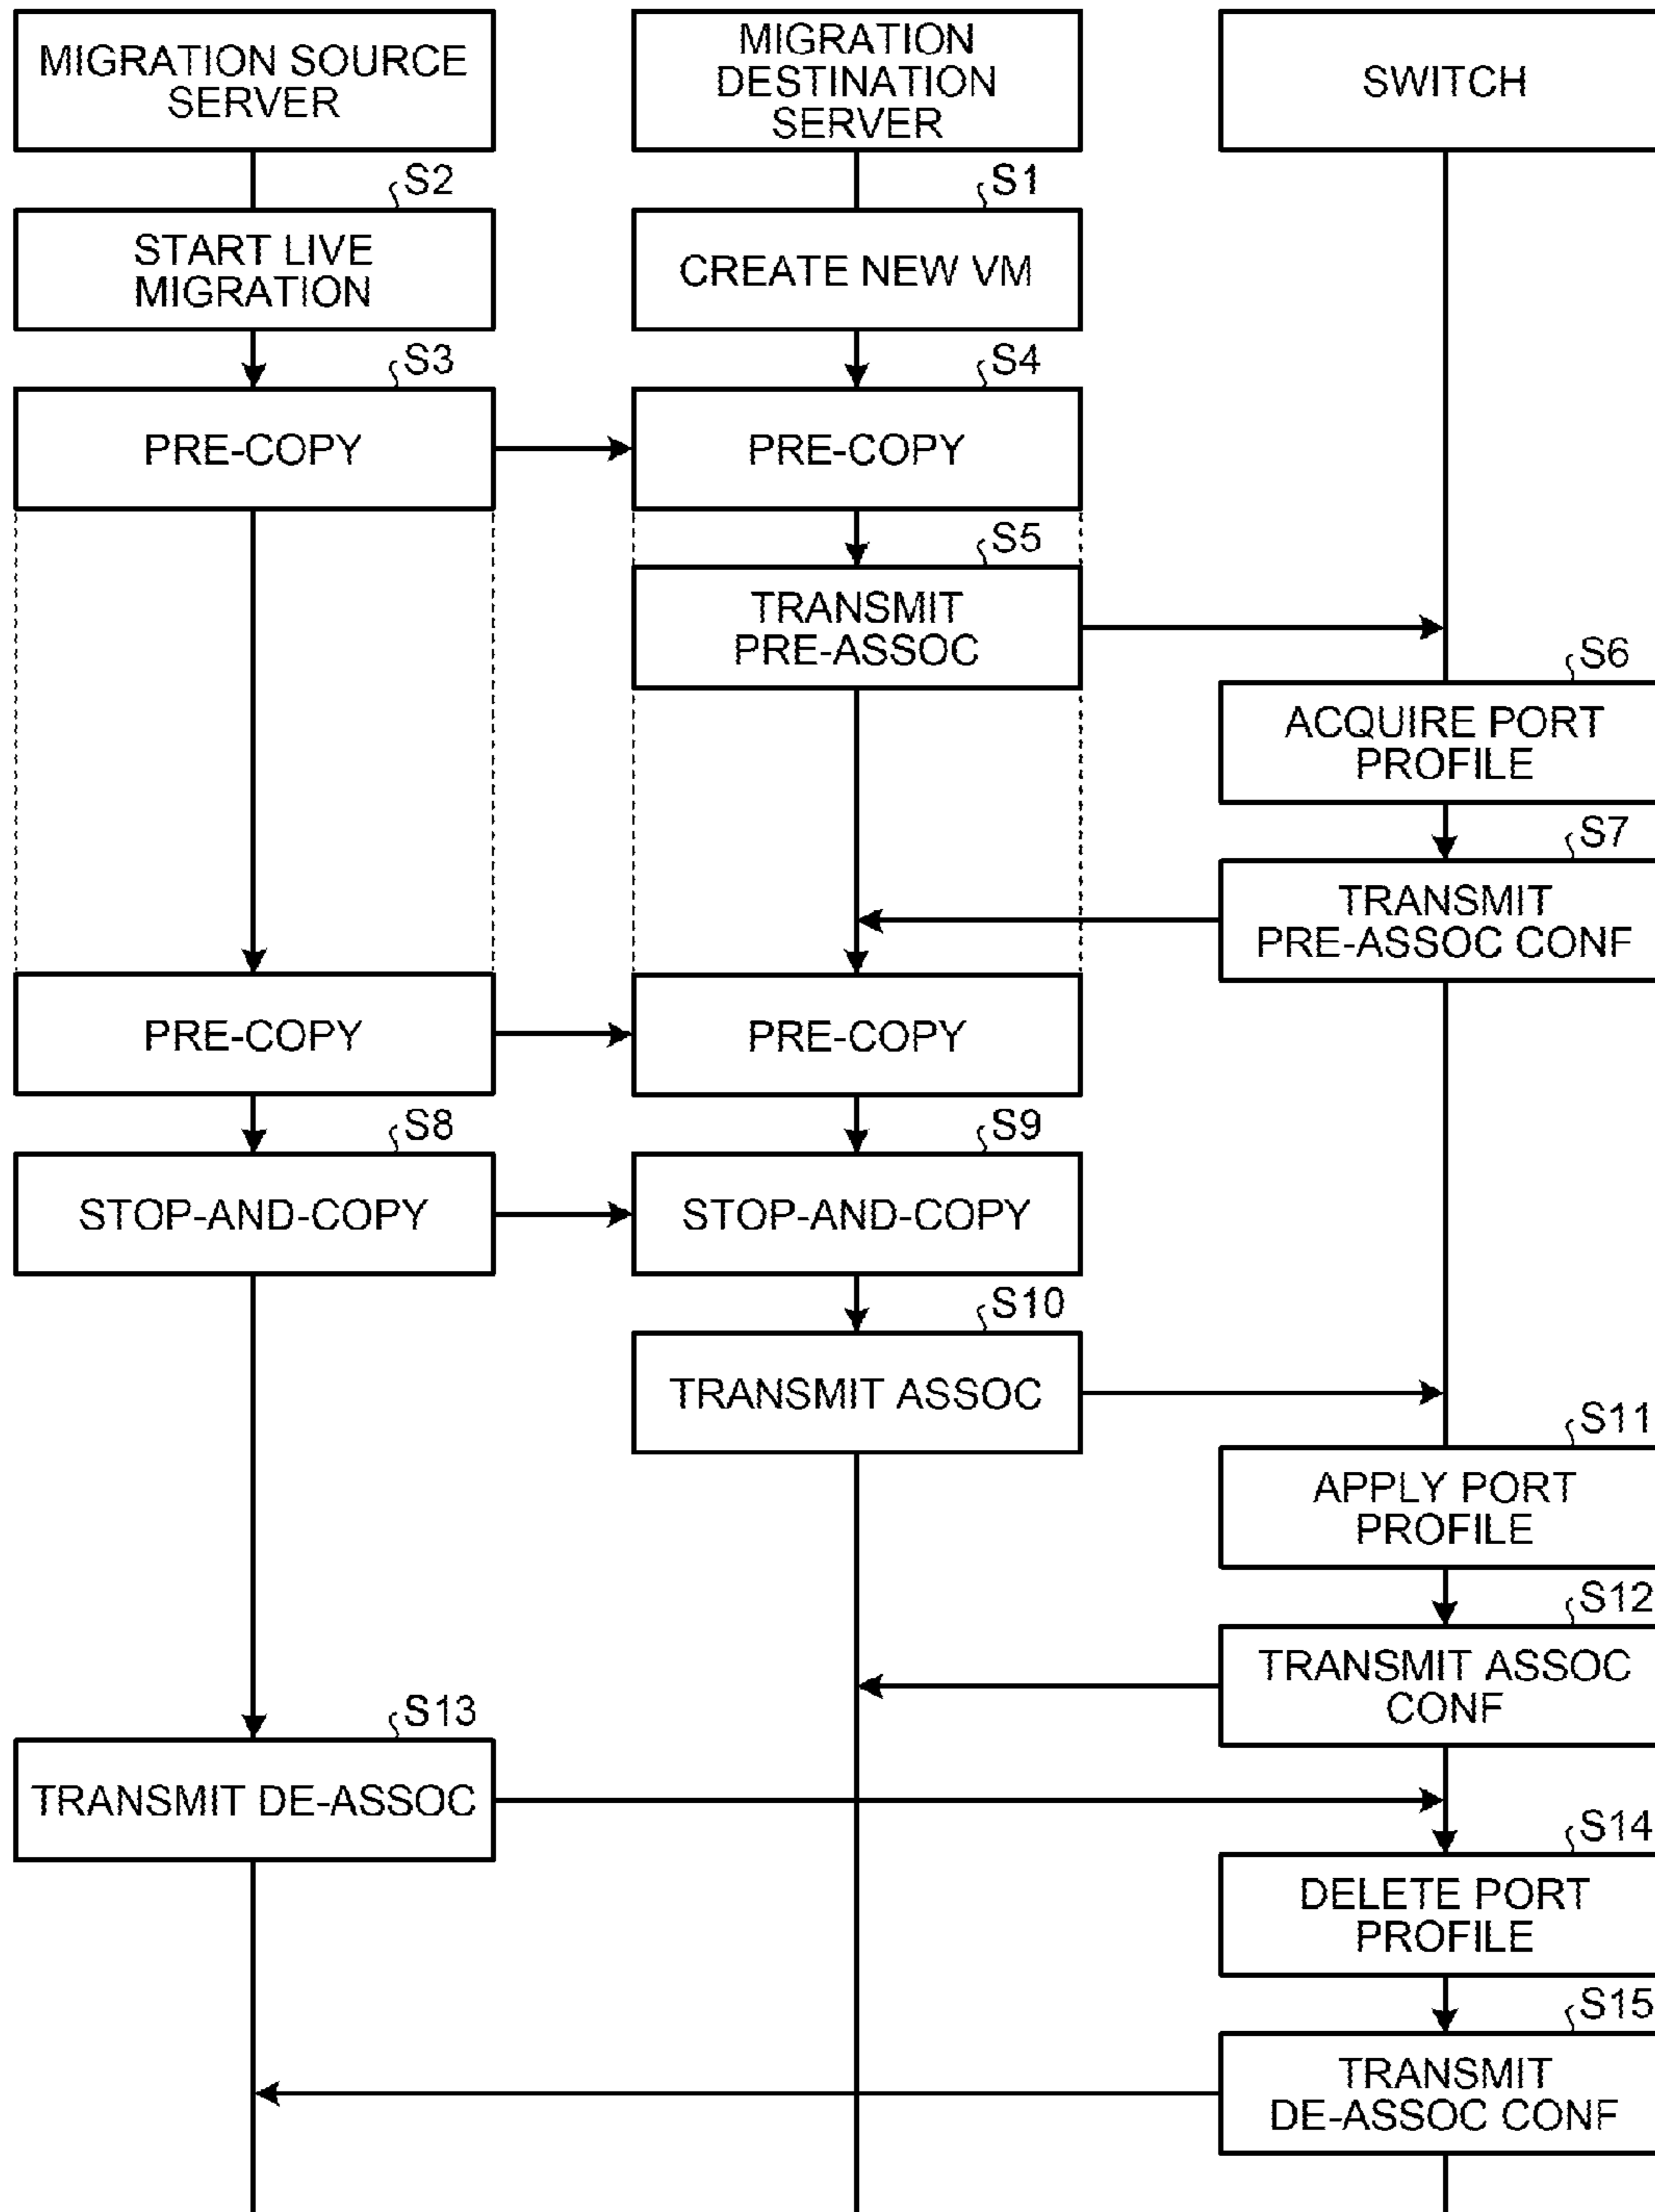 MIGRATION SOURCE
SERVER
MIGRATION
DESTINATION
SERVER
SWITCH
S2
S1
START LIVE
MIGRATION
CREATE NEW VM
S3
S4
PRE-COPY
PRE-COPY
S5
TRANSMIT
PRE-ASSOC
S6
ACQUIRE PORT
PROFILE
S7
TRANSMIT
PRE-ASSOC CONF
PRE-COPY
PRE-COPY
S8
S9
STOP-AND-COPY
STOP-AND-COPY
S10
TRANSMIT ASSOC
S11
APPLY PORT
PROFILE
S12
TRANSMIT ASSOC
CONF
S13
TRANSMIT DE-ASSOC
S14
DELETE PORT
PROFILE
S15
TRANSMIT
DE-ASSOC CONF